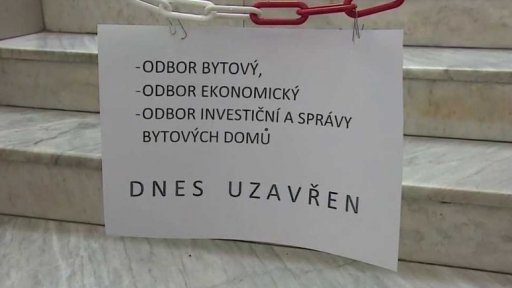 -ODBOR BYTOVÝ,
-ODBOR EKONOMICKÝ
-ODBOR INVESTIČNÍ A SPRÁVY
BYTOVÝCH DOMŮ
DNES UZAVŘEN